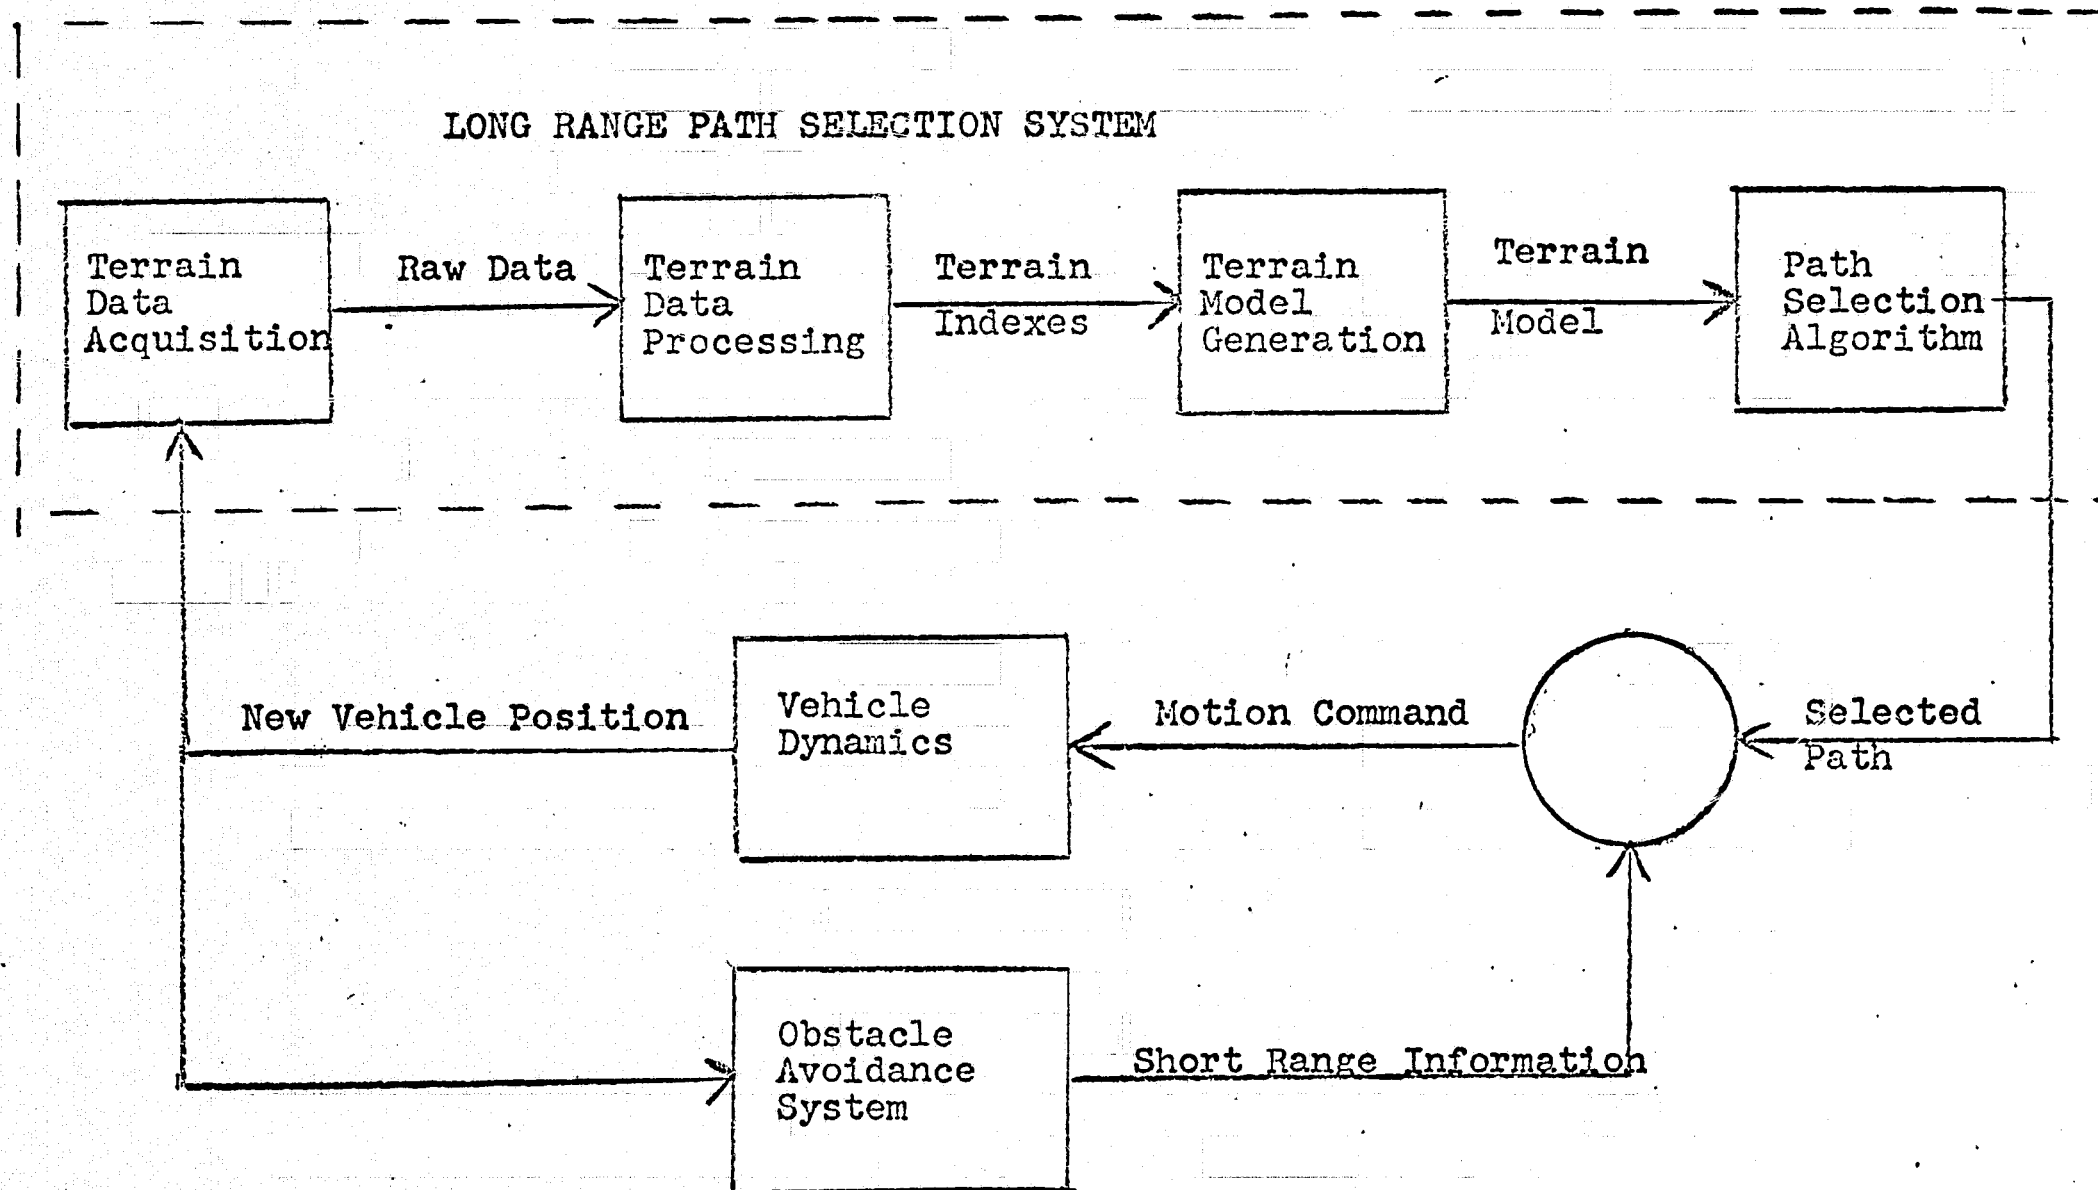 LONG RANGE PATH SELECTION SYSTEM
Terrain
Data
Acquisition
Raw Data
Terrain
Data
Processing
Terrain
Indexes
Terrain
Model
Generation
Terrain
Model
Path
Selection
Algorithm
New Vehicle Position
Vehicle
Dynamics
Motion Command
Selected
Path
Obstacle
Avoidance
System
Short Range Information